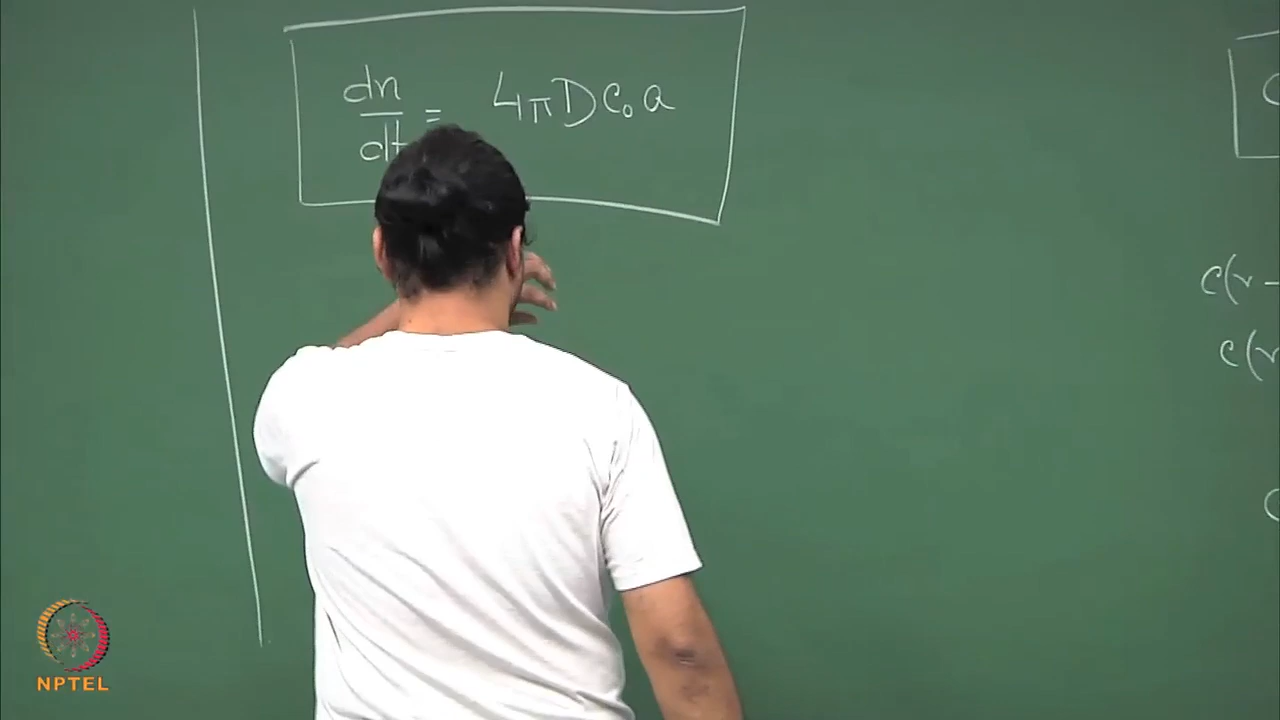 dn/dt = 4πDc₀a
c(r -
c(r
NPTEL